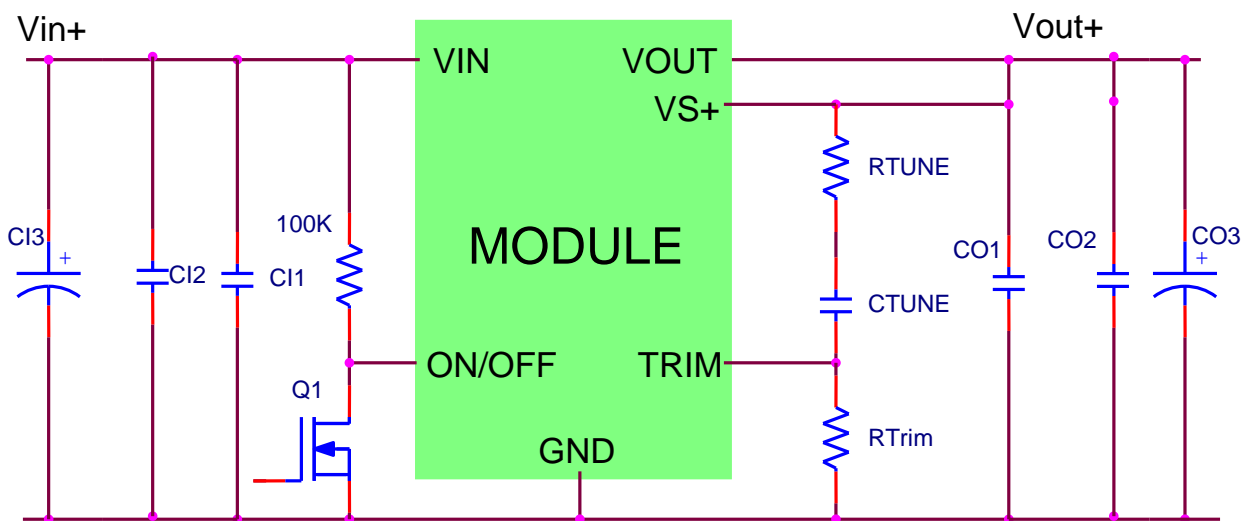 Vin+
Vout+
VIN
VOUT
VS+
RTUNE
100K
CI3
+
MODULE
CO1
CO2
CO3
+
CI2
CI1
CTUNE
ON/OFF
TRIM
Q1
RTrim
GND